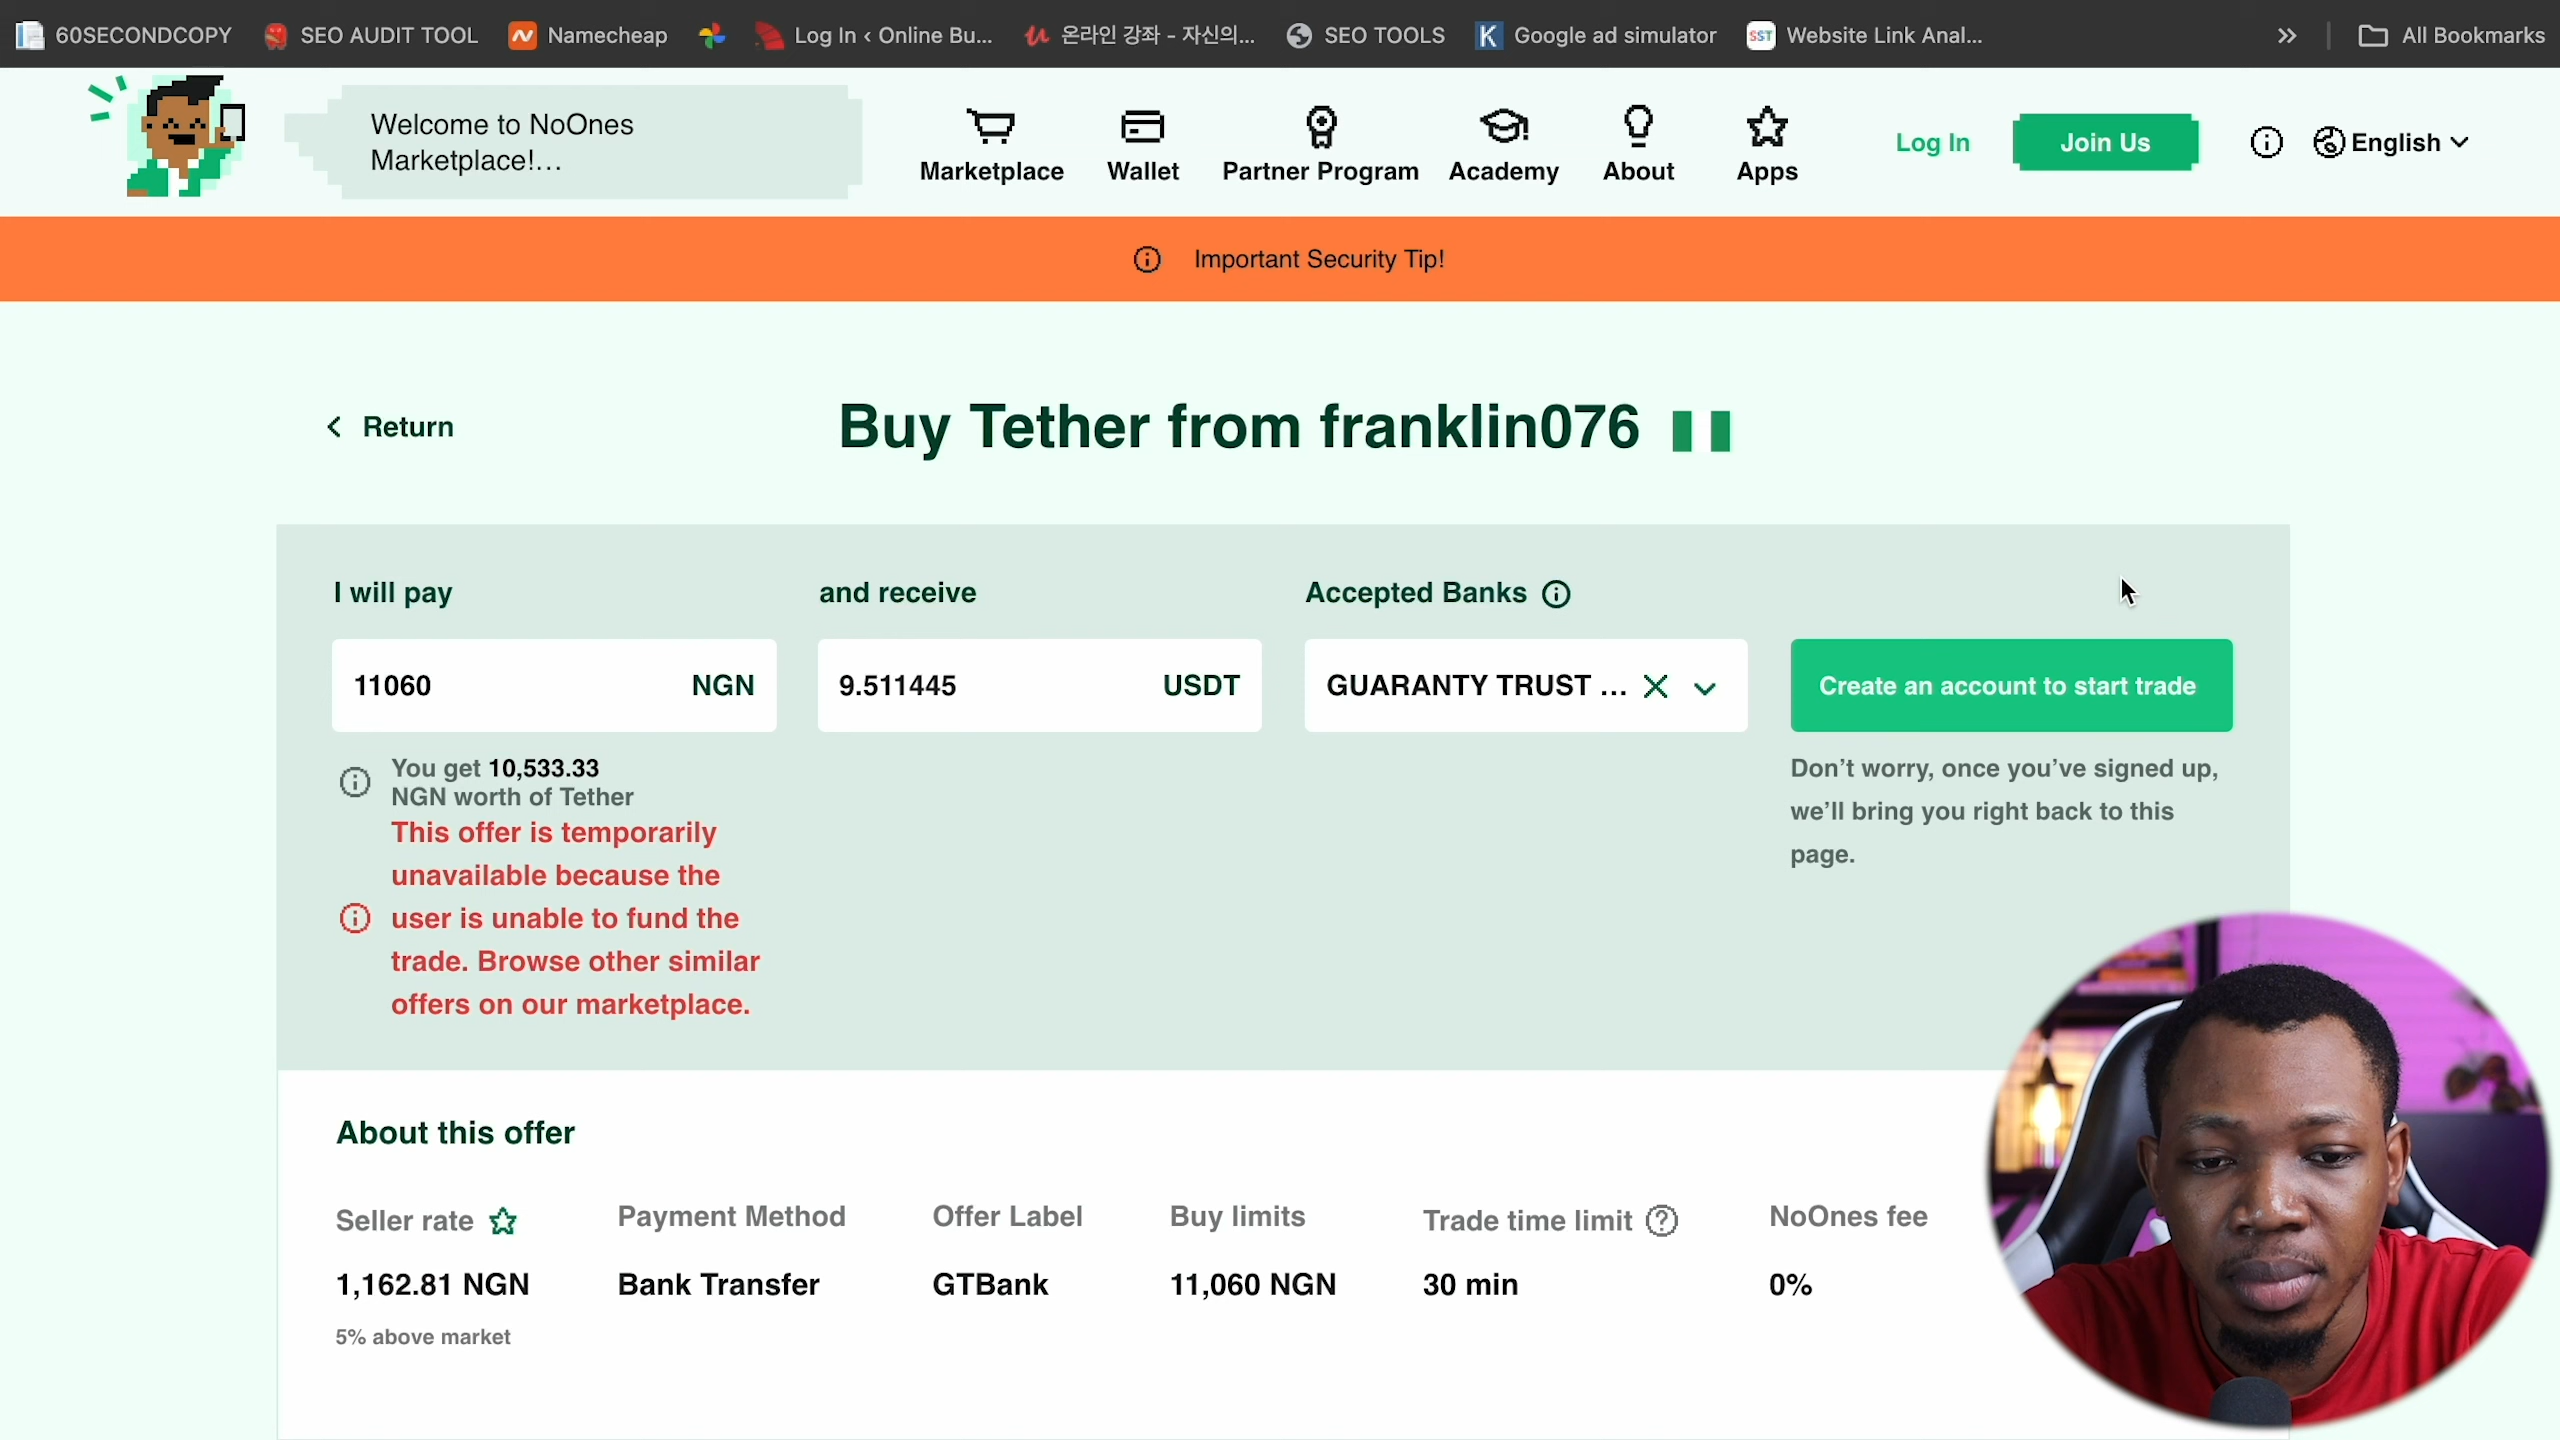 60SECONDCOPY SEO AUDIT TOOL Namecheap Log In ‹ Online Bu... 온라인 강좌 - 자신의... SEO TOOLS Google ad simulator Website Link Anal... All Bookmarks
Welcome to NoOnes
Marketplace!...
Marketplace Wallet Partner Program Academy About Apps
Log In Join Us English
Important Security Tip!
Return
Buy Tether from franklin076
I will pay and receive Accepted Banks
11060 NGN 9.511445 USDT GUARANTY TRUST ... Create an account to start trade
You get 10,533.33
NGN worth of Tether
This offer is temporarily
unavailable because the
user is unable to fund the
trade. Browse other similar
offers on our marketplace.
Don't worry, once you've signed up,
we'll bring you right back to this
page.
About this offer
Seller rate Payment Method Offer Label Buy limits Trade time limit NoOnes fee
1,162.81 NGN Bank Transfer GTBank 11,060 NGN 30 min 0%
5% above market